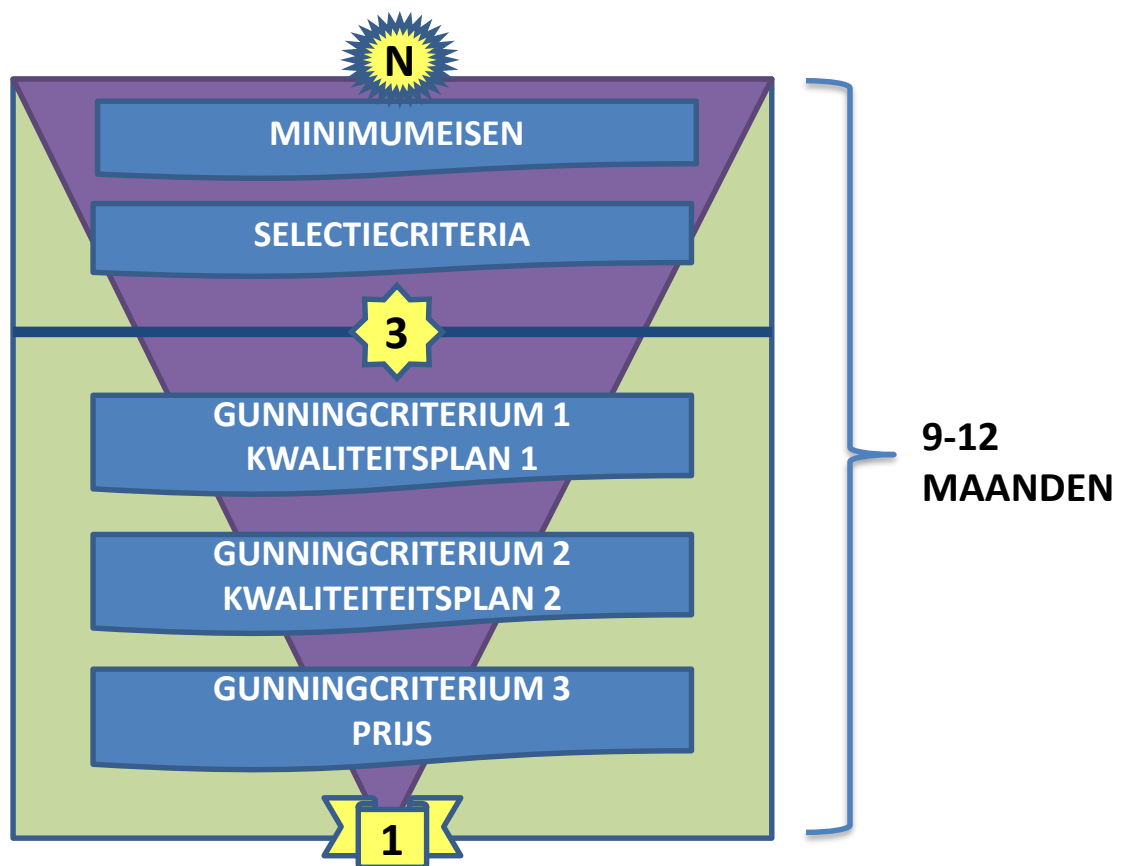 N
MINIMUMEISEN
SELECTIECRITERIA
3
GUNNINGCRITERIUM 1
KWALITEITSPLAN 1
GUNNINGCRITERIUM 2
KWALITEITEITSPLAN 2
GUNNINGCRITERIUM 3
PRIJS
1
9-12
MAANDEN